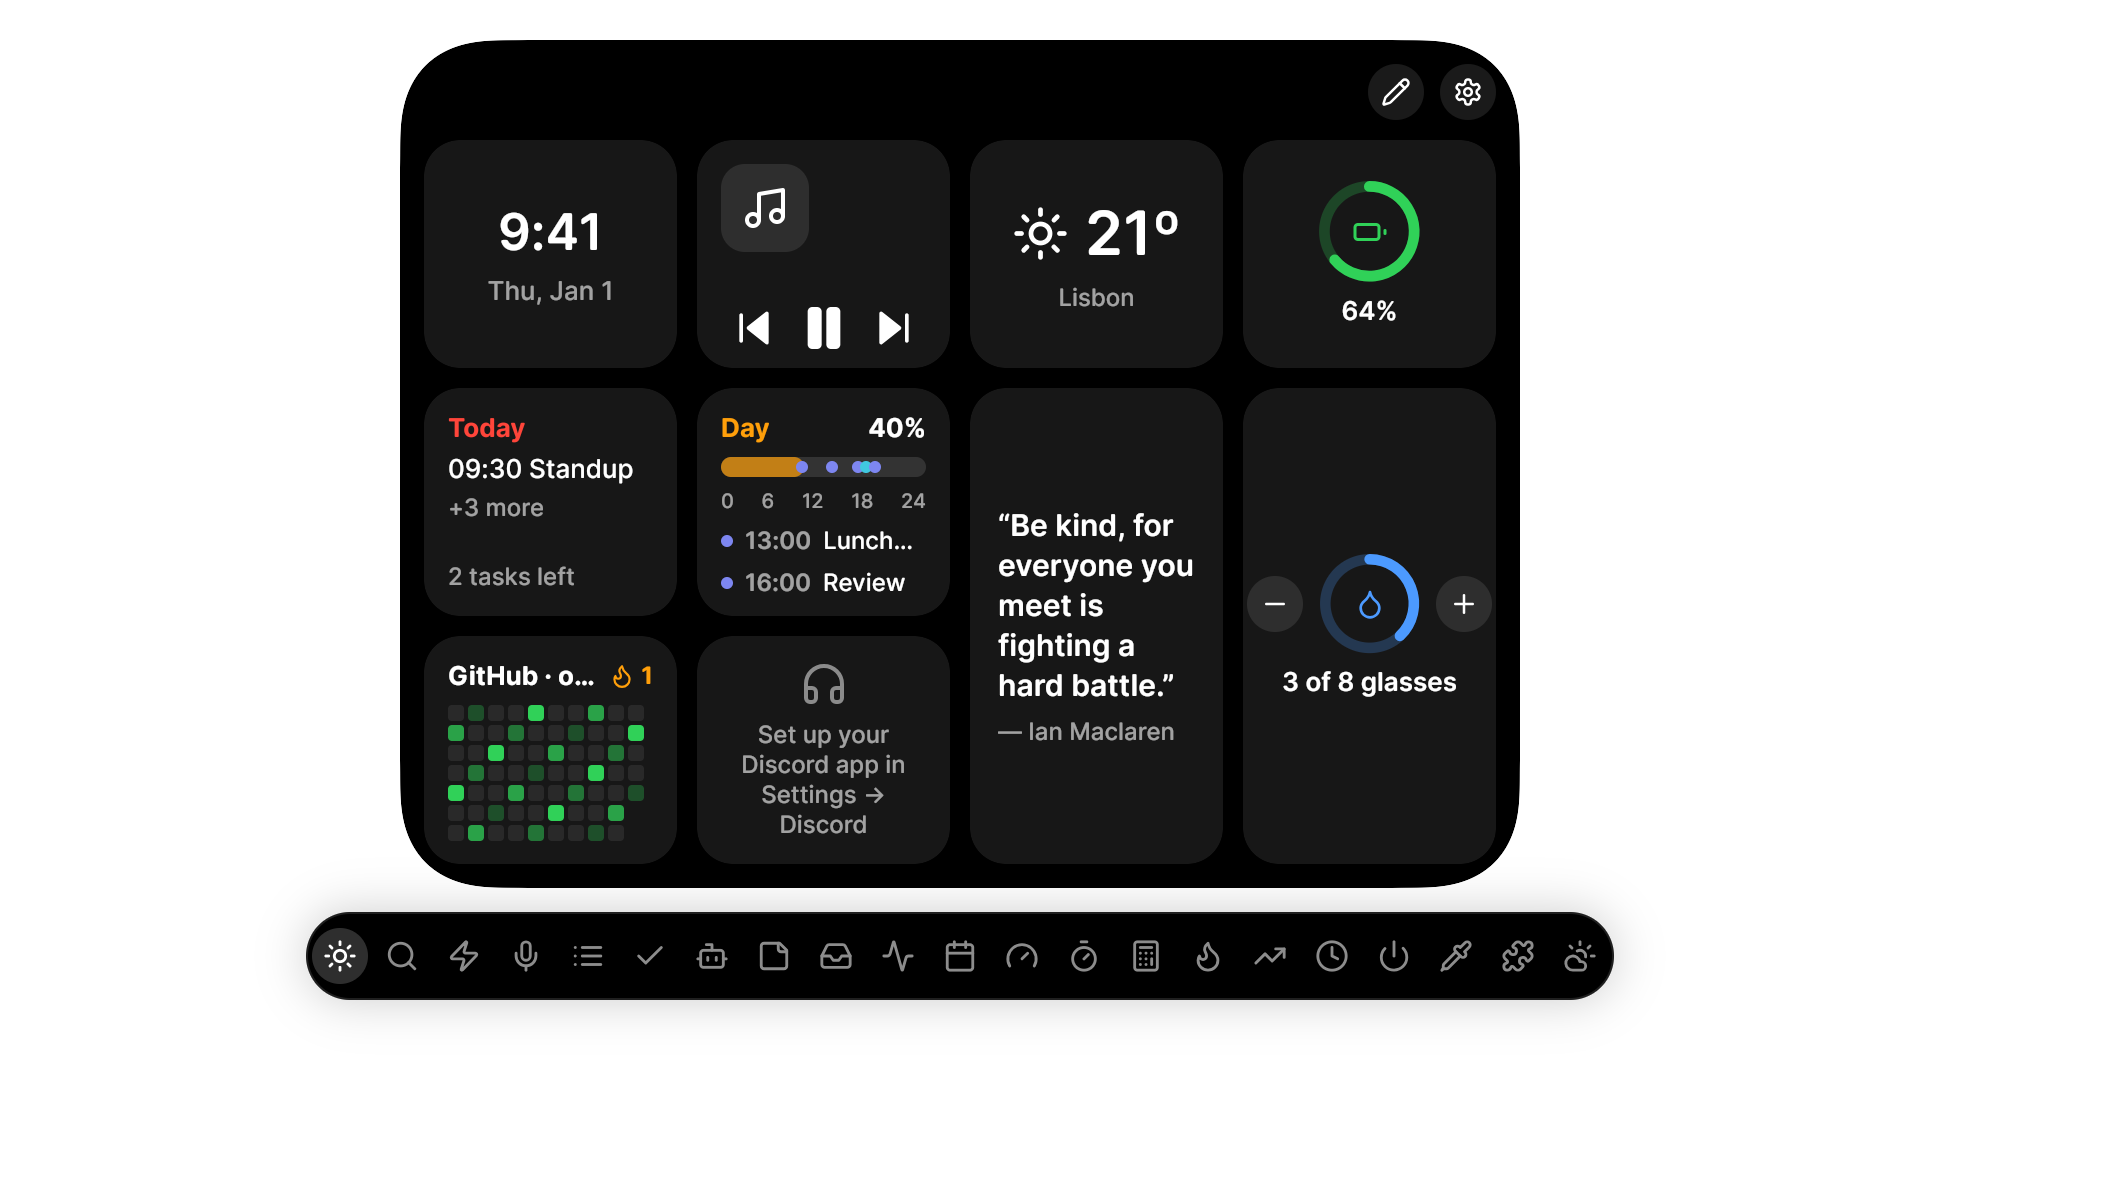 9:41
Thu, Jan 1
21º
Lisbon
64%
Today
09:30 Standup
+3 more
2 tasks left
Day 40%
0 6 12 18 24
13:00 Lunch...
16:00 Review
“Be kind, for
everyone you
meet is
fighting a
hard battle.”
— Ian Maclaren
3 of 8 glasses
GitHub · o... 1
Set up your
Discord app in
Settings →
Discord